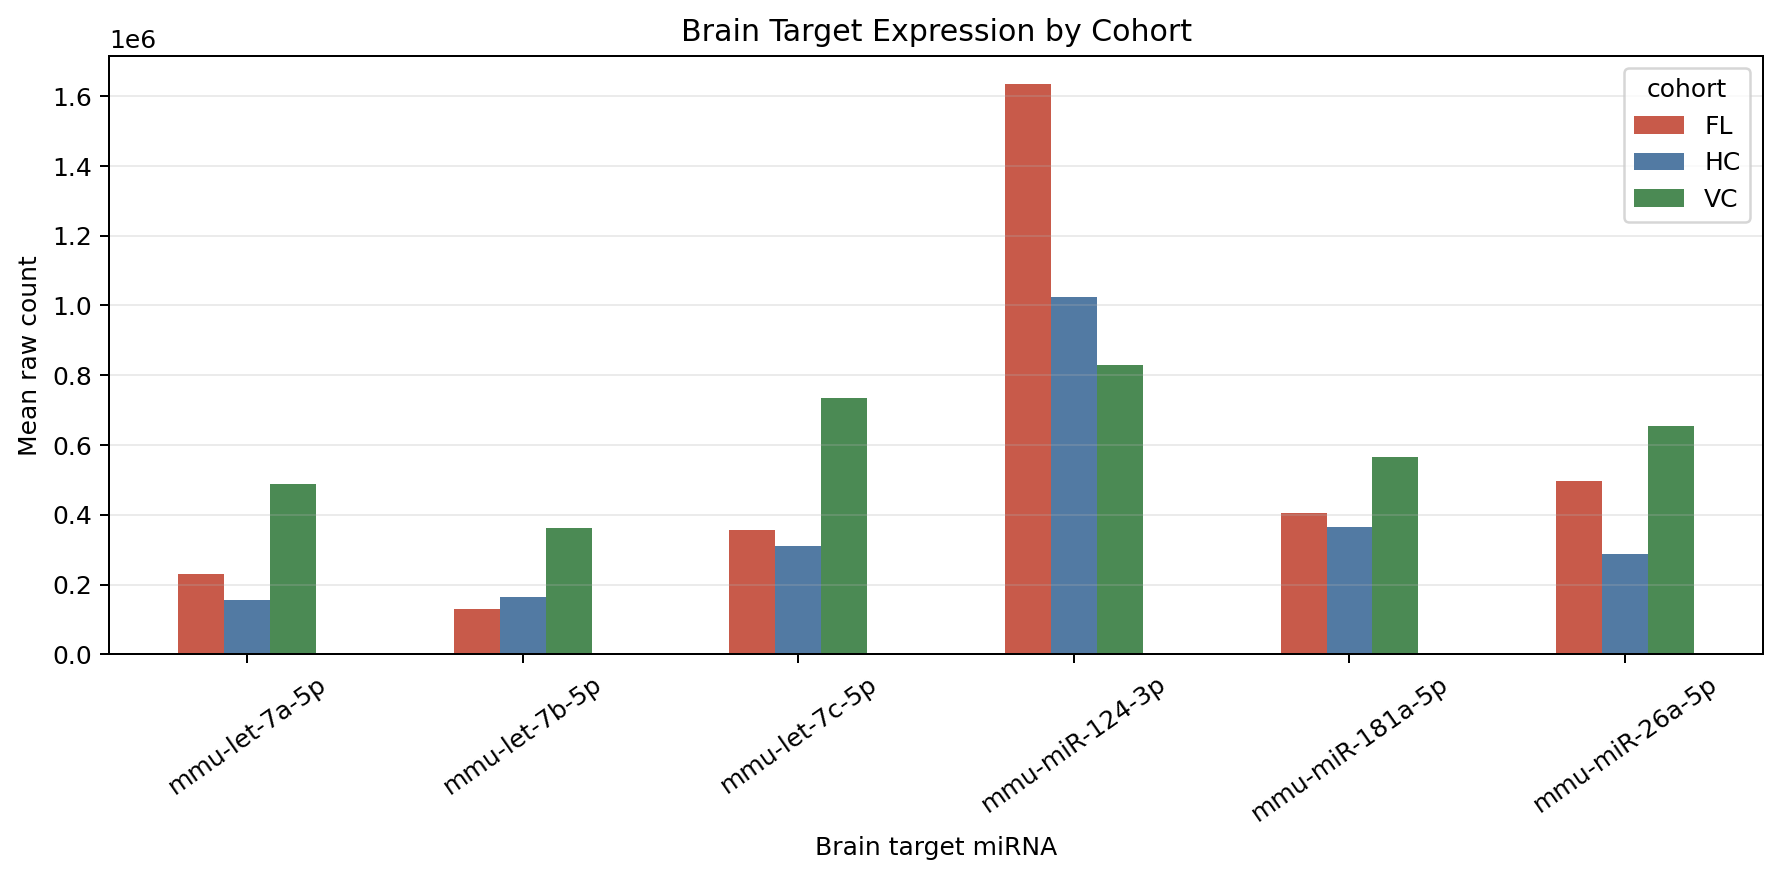 Brain Target Expression by Cohort
1e6
cohort
FL
HC
VC
Mean raw count
1.6
1.4
1.2
1.0
0.8
0.6
0.4
0.2
0.0
mmu-let-7a-5p
mmu-let-7b-5p
mmu-let-7c-5p
mmu-miR-124-3p
mmu-miR-181a-5p
mmu-miR-26a-5p
Brain target miRNA